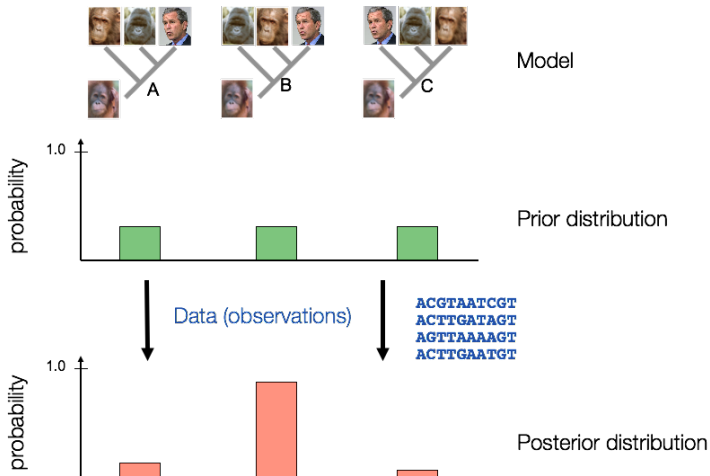 A
B
C
Model
1.0
probability
Prior distribution
Data (observations)
ACGTAATCGT
ACTTGATAGT
AGTTAAAAGT
ACTTGAATGT
1.0
probability
Posterior distribution